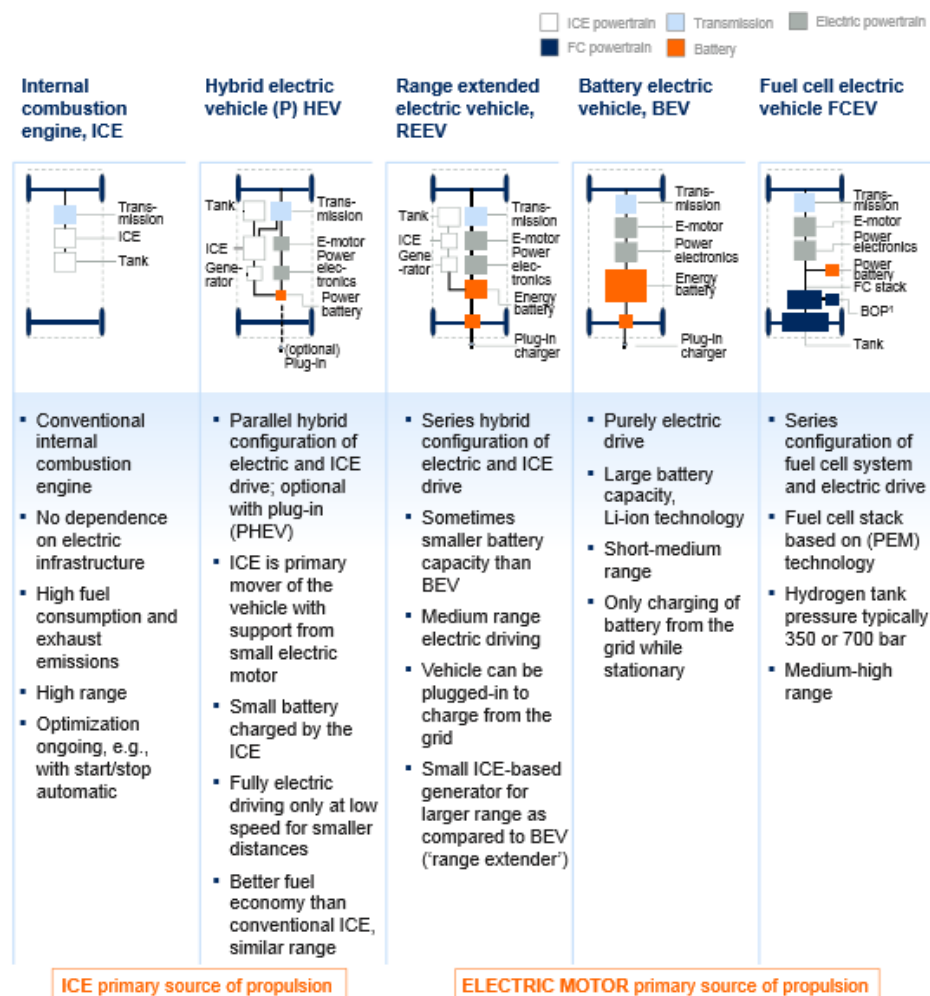 ICE powertrain
Transmission
Electric powertrain
FC powertrain
Battery
Internal
combustion
engine, ICE
Hybrid electric
vehicle (P) HEV
Range extended
electric vehicle,
REEV
Battery electric
vehicle, BEV
Fuel cell electric
vehicle FCEV
Trans-
mission
ICE
Tank
Tank
Trans-
mission
ICE
E-motor
Gene-
rator
Power
elec-
tronics
Power
battery
(optional)
Plug-in
Tank
Trans-
mission
ICE
E-motor
Gene
-rator
Power
elec-
tronics
Energy
battery
Plug-in
charger
Trans-
mission
E-motor
Power
electronics
Energy
battery
Plug-in
charger
Trans-
mission
E-motor
Power
electronics
Power
battery
FC stack
BOP¹
Tank
▪ Conventional
internal
combustion
engine
▪ No dependence
on electric
infrastructure
▪ High fuel
consumption and
exhaust
emissions
▪ High range
▪ Optimization
ongoing, e.g.,
with start/stop
automatic
▪ Parallel hybrid
configuration of
electric and ICE
drive; optional
with plug-in
(PHEV)
▪ ICE is primary
mover of the
vehicle with
support from
small electric
motor
▪ Small battery
charged by the
ICE
▪ Fully electric
driving only at low
speed for smaller
distances
▪ Better fuel
economy than
conventional ICE,
similar range
▪ Series hybrid
configuration of
electric and ICE
drive
▪ Sometimes
smaller battery
capacity than
BEV
▪ Medium range
electric driving
▪ Vehicle can be
plugged-in to
charge from the
grid
▪ Small ICE-based
generator for
larger range as
compared to BEV
(‘range extender’)
▪ Purely electric
drive
▪ Large battery
capacity,
Li-ion technology
▪ Short-medium
range
▪ Only charging of
battery from the
grid while
stationary
▪ Series
configuration of
fuel cell system
and electric drive
▪ Fuel cell stack
based on (PEM)
technology
▪ Hydrogen tank
pressure typically
350 or 700 bar
▪ Medium-high
range
ICE primary source of propulsion
ELECTRIC MOTOR primary source of propulsion